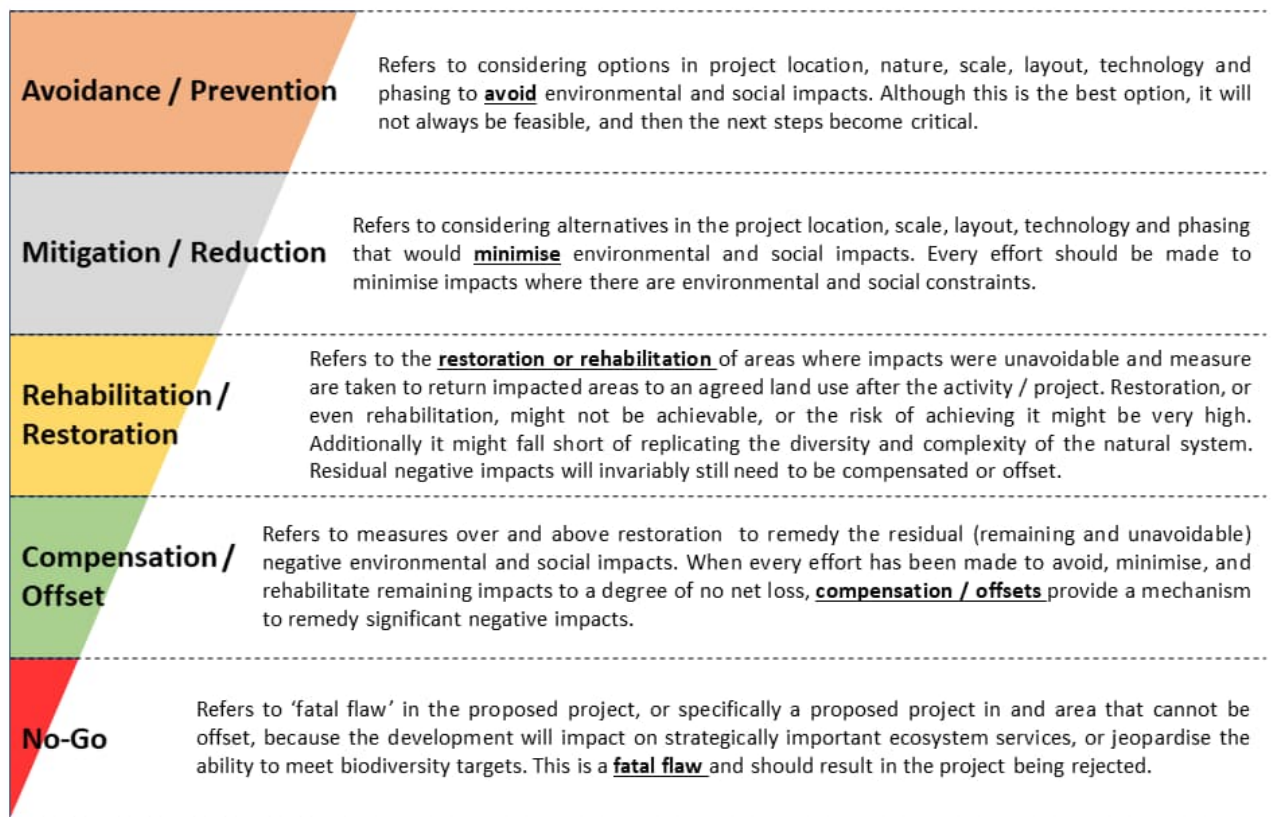 Avoidance / Prevention
Refers to considering options in project location, nature, scale, layout, technology and
phasing to avoid environmental and social impacts. Although this is the best option, it will
not always be feasible, and then the next steps become critical.
Mitigation / Reduction
Refers to considering alternatives in the project location, scale, layout, technology and phasing
that would minimise environmental and social impacts. Every effort should be made to
minimise impacts where there are environmental and social constraints.
Rehabilitation /
Restoration
Refers to the restoration or rehabilitation of areas where impacts were unavoidable and measure
are taken to return impacted areas to an agreed land use after the activity / project. Restoration, or
even rehabilitation, might not be achievable, or the risk of achieving it might be very high.
Additionally it might fall short of replicating the diversity and complexity of the natural system.
Residual negative impacts will invariably still need to be compensated or offset.
Compensation /
Offset
Refers to measures over and above restoration to remedy the residual (remaining and unavoidable)
negative environmental and social impacts. When every effort has been made to avoid, minimise, and
rehabilitate remaining impacts to a degree of no net loss, compensation / offsets provide a mechanism
to remedy significant negative impacts.
No-Go
Refers to ‘fatal flaw’ in the proposed project, or specifically a proposed project in and area that cannot be
offset, because the development will impact on strategically important ecosystem services, or jeopardise the
ability to meet biodiversity targets. This is a fatal flaw and should result in the project being rejected.